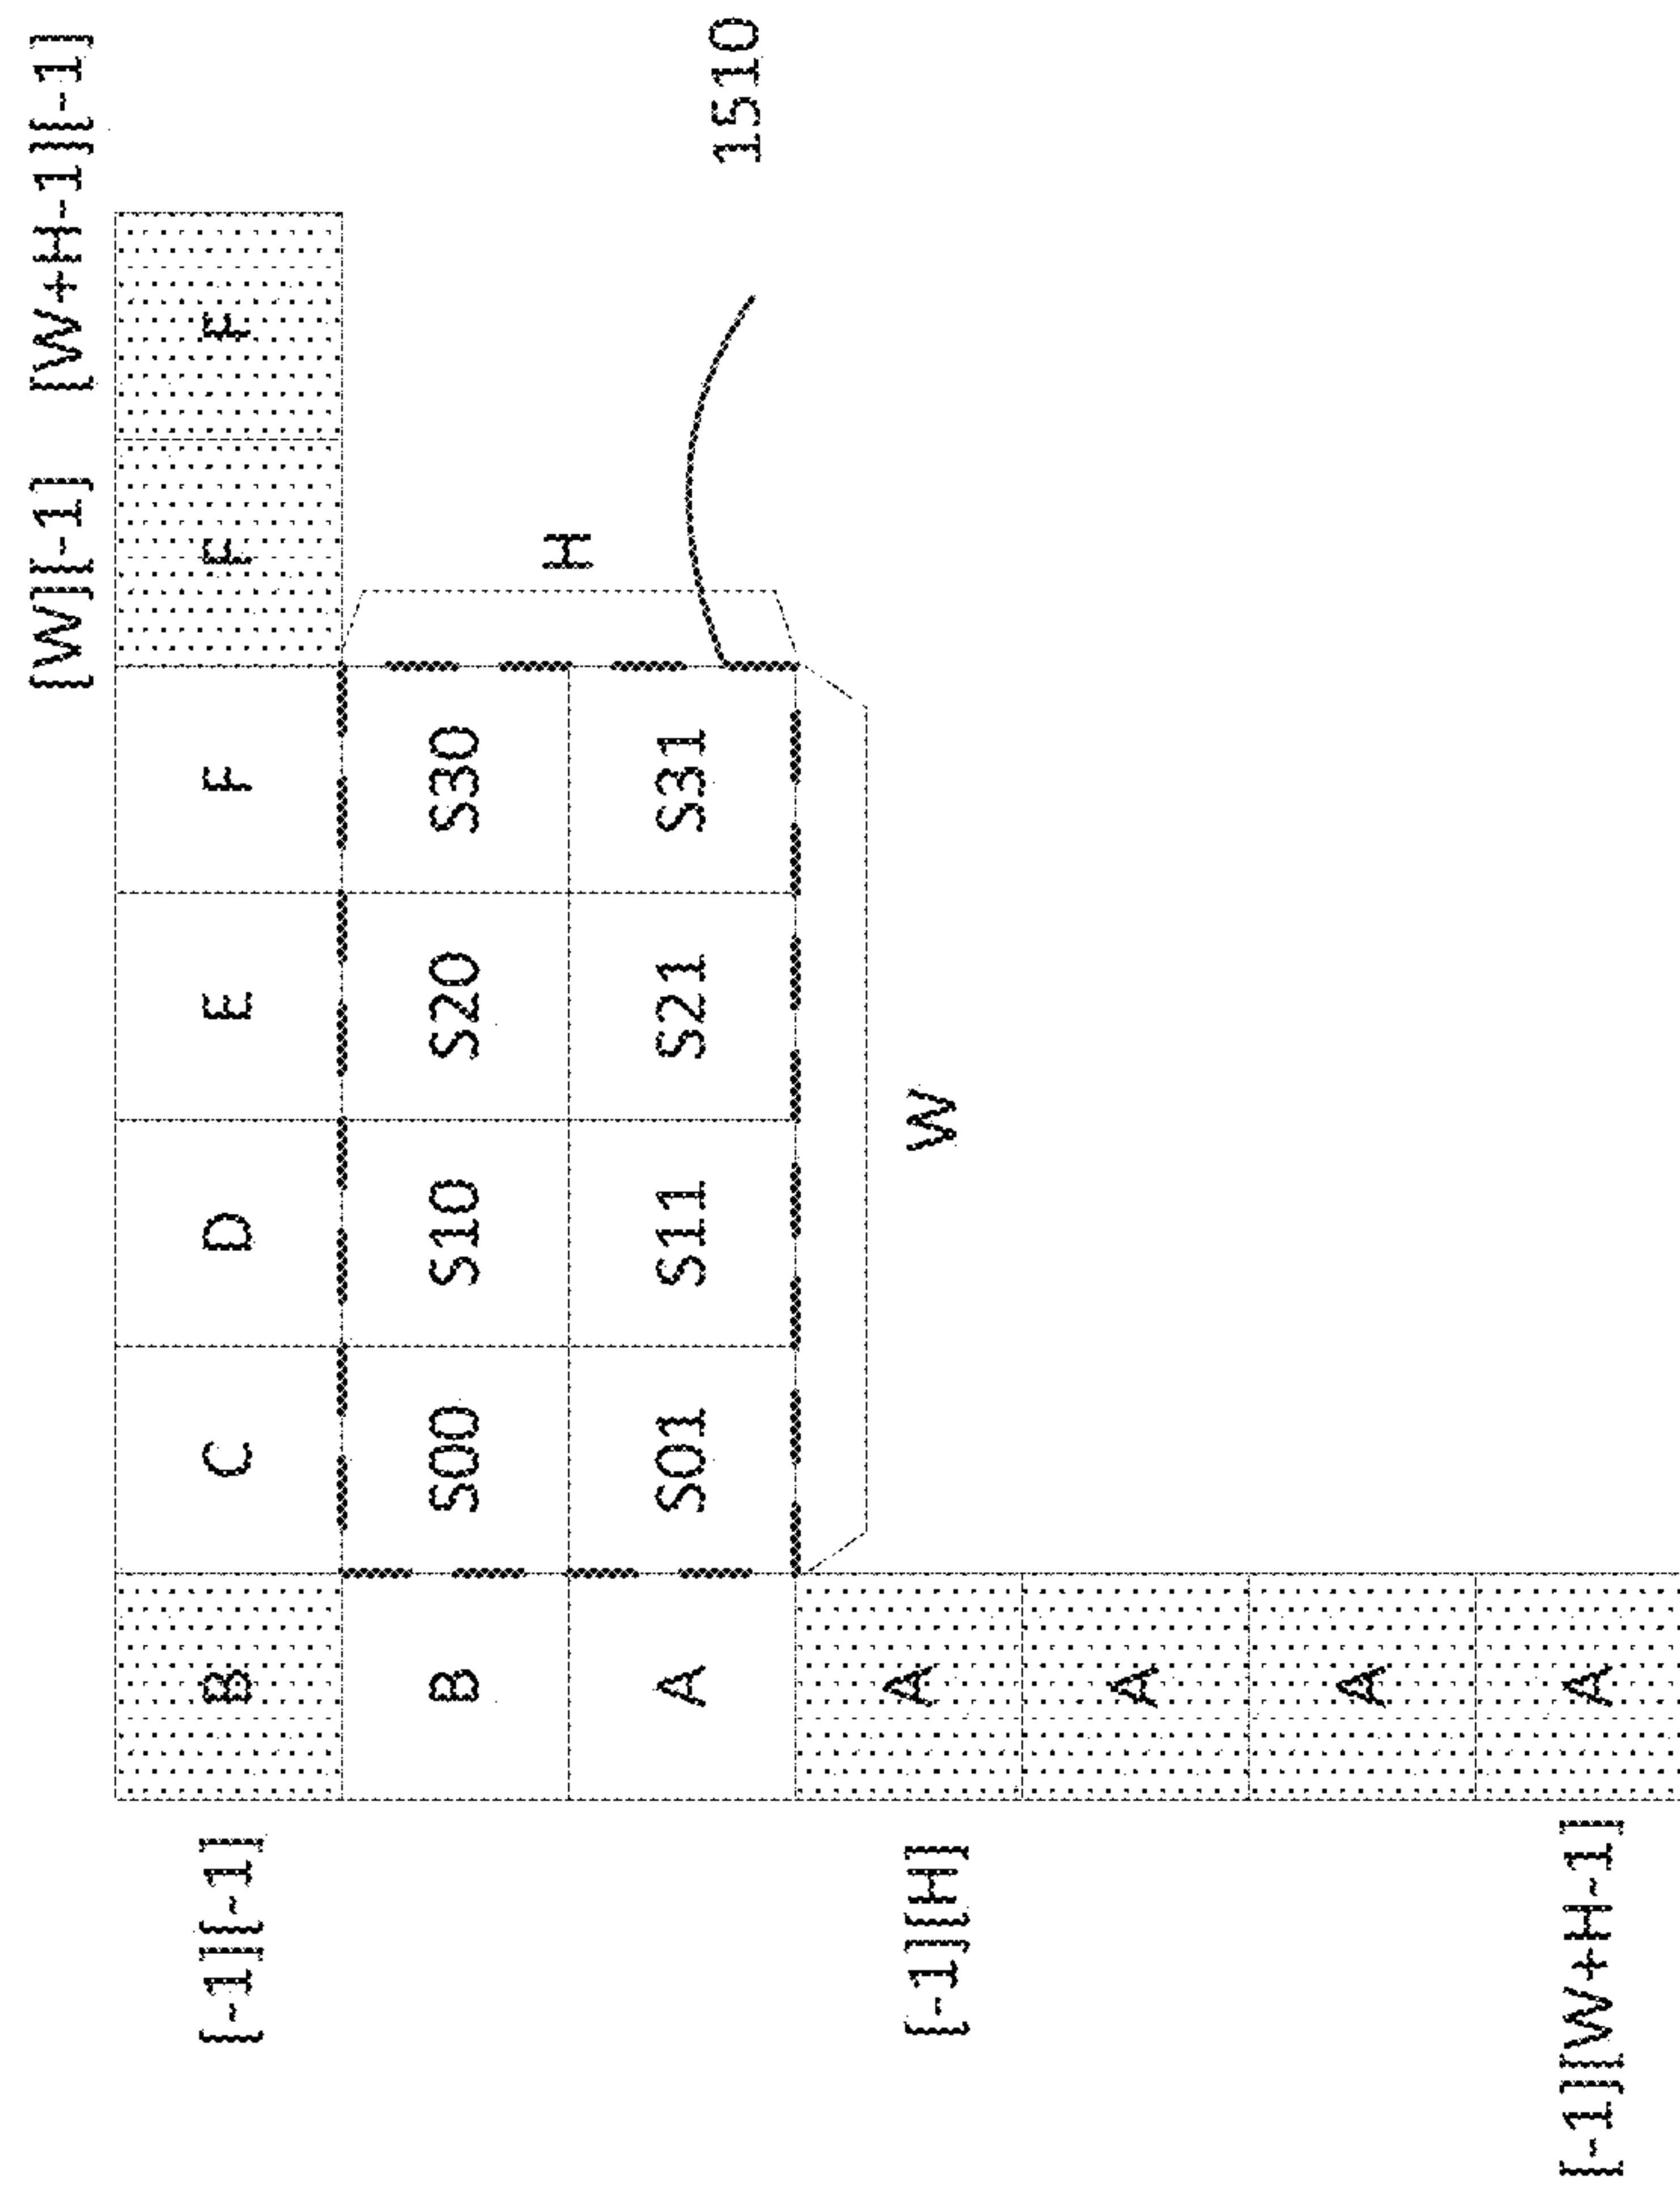 [W][-1] [W+H-1][-1]
[-1][-1] B C D E F F F
B S00 S10 S20 S30
H
A S01 S11 S21 S31
1510
[-1][H] A W
A
A
[-1][W+H-1] A